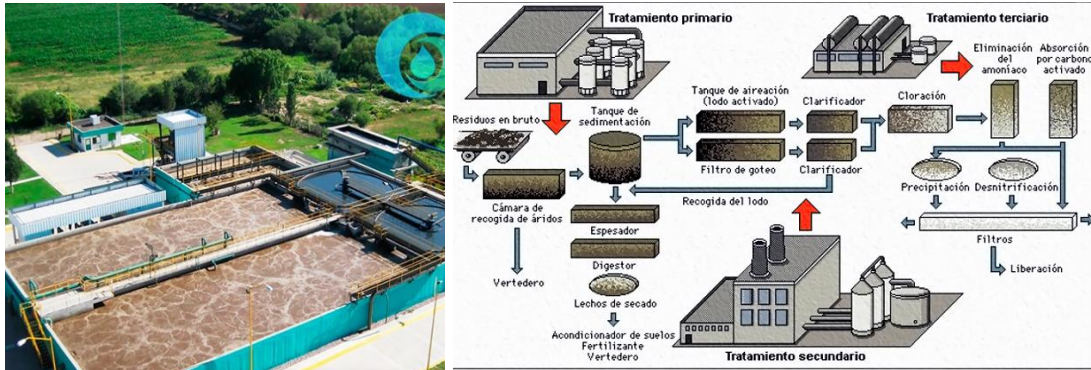 Tratamiento primario
Tratamiento terciario
Eliminación
del
amoníaco
Absorción
por carbono
activado
Residuos en bruto
Tanque de
sedimentación
Tanque de aireación
(lodo activado)
Clarificador
Cloración
Filtro de goteo
Clarificador
Cámara de
recogida de áridos
Recogida del lodo
Precipitación
Desnitrificación
Espesador
Filtros
Digestor
Liberación
Vertedero
Lechos de secado
Acondicionador de suelos
Fertilizante
Vertedero
Tratamiento secundario